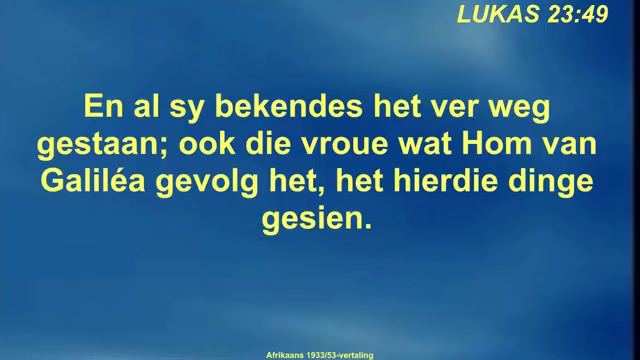 LUKAS 23:49
En al sy bekendes het ver weg
gestaan; ook die vroue wat Hom van
Galiléa gevolg het, het hierdie dinge
gesien.
Afrikaans 1933/53-vertaling